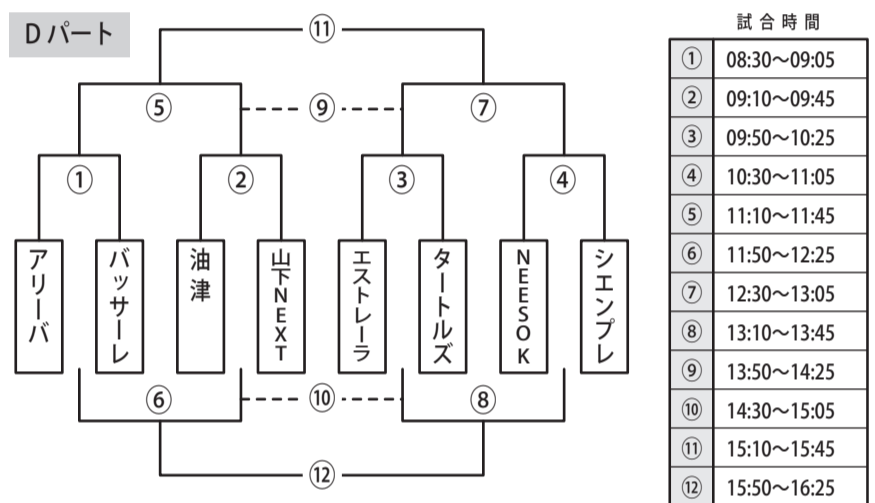 Dパート
⑪
⑤
⑨
⑦
①
②
③
④
アリーバ
バッサーレ
油津
山下NEXT
エストレーラ
タートルズ
NEESOK
シエンプレ
⑥
⑩
⑧
⑫
試合時間
① 08:30〜09:05
② 09:10〜09:45
③ 09:50〜10:25
④ 10:30〜11:05
⑤ 11:10〜11:45
⑥ 11:50〜12:25
⑦ 12:30〜13:05
⑧ 13:10〜13:45
⑨ 13:50〜14:25
⑩ 14:30〜15:05
⑪ 15:10〜15:45
⑫ 15:50〜16:25